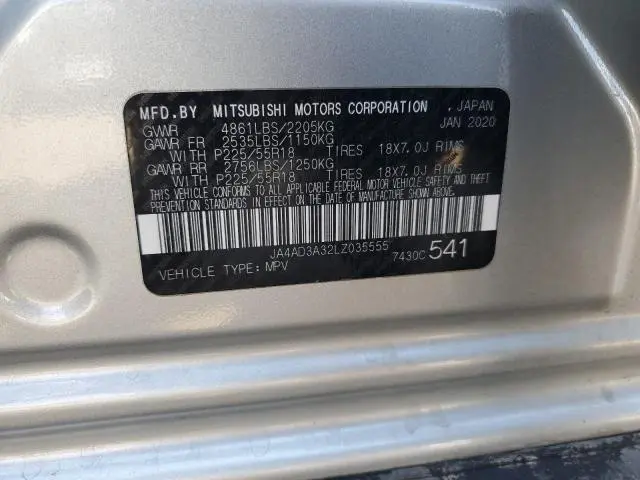 MFD.BY MITSUBISHI MOTORS CORPORATION , JAPAN
GVWR 4861LBS/2205KG JAN 2020
GAWR FR 2535LBS/1150KG
WITH P225/55R18 TIRES 18X7.0J RIMS
GAWR RR 2756LBS/1250KG
WITH P225/55R18 TIRES 18X7.0J RIMS
THIS VEHICLE CONFORMS TO ALL APPLICABLE FEDERAL MOTOR VEHICLE SAFETY AND THEFT
PREVENTION STANDARDS IN EFFECT ON THE DATE OF MANUFACTURE SHOWN ABOVE.
JA4AD3A32LZ035555
7430C 541
VEHICLE TYPE: MPV